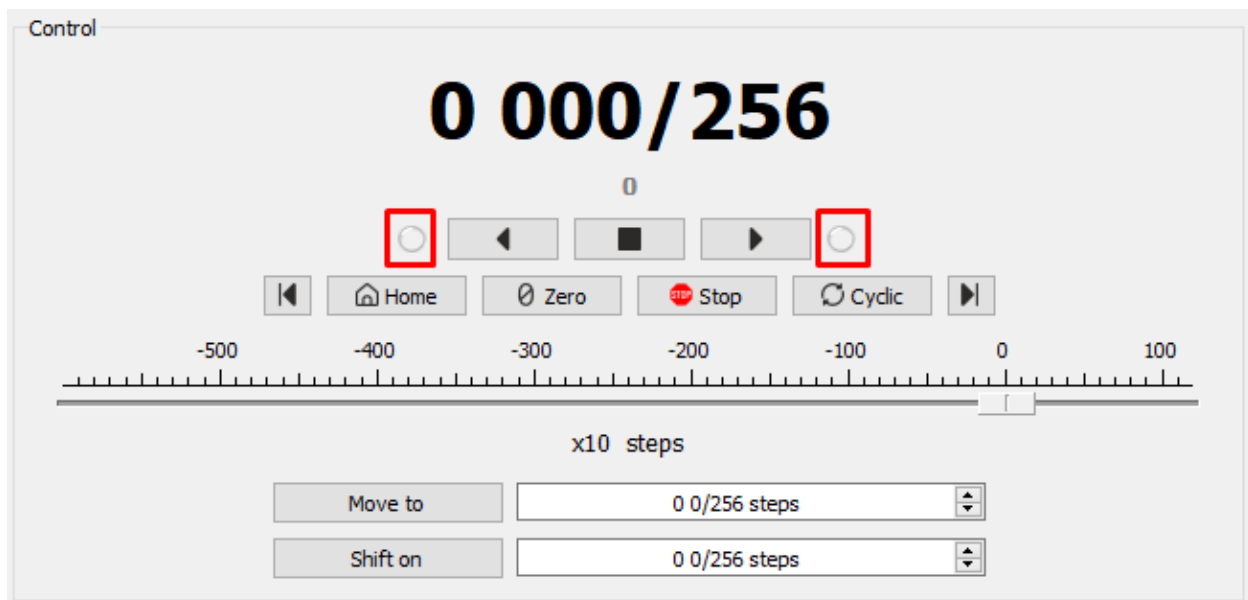 Control
0 000/256
0
Home Zero STOP Stop Cyclic
-500 -400 -300 -200 -100 0 100
x10 steps
Move to 0 0/256 steps
Shift on 0 0/256 steps